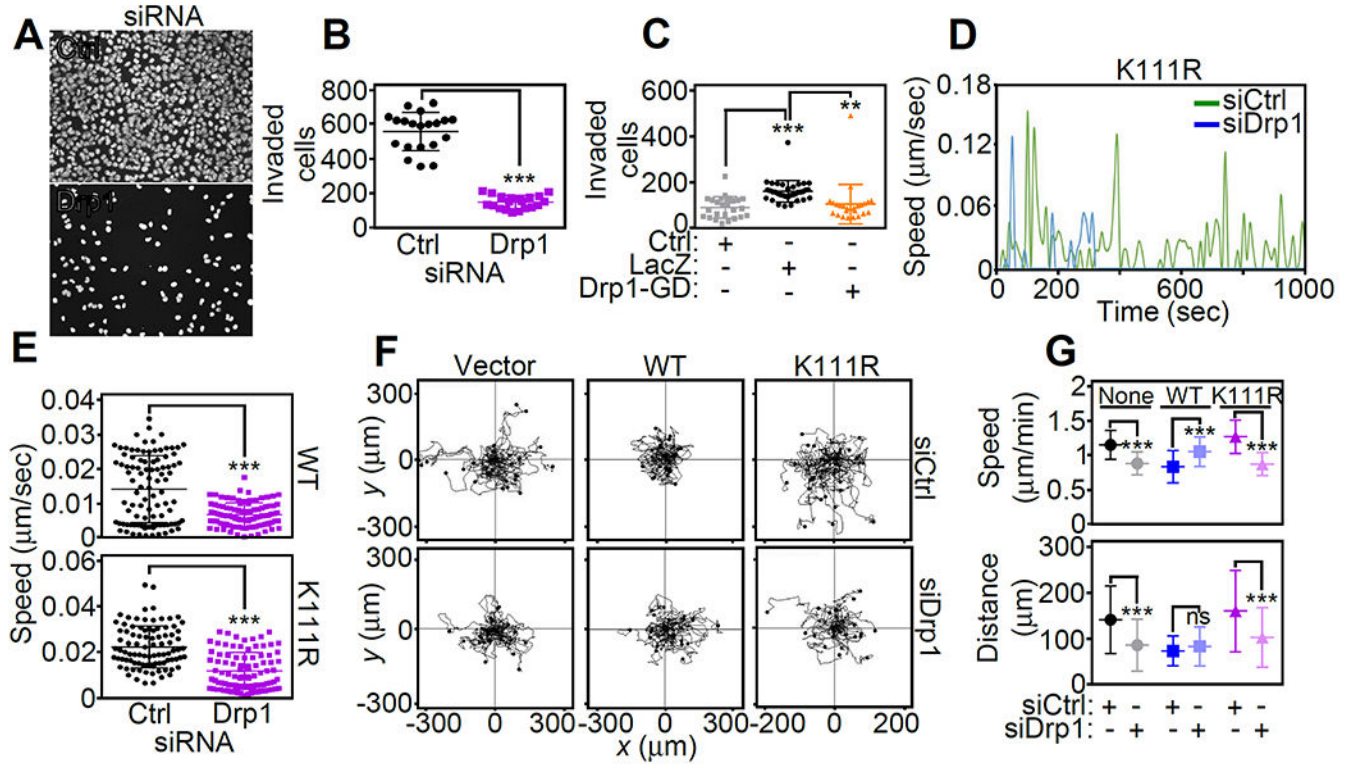 A
siRNA
Ctrl
Drp1
B
Invaded
cells
800
600
400
200
0
***
Ctrl Drp1
siRNA
C
Invaded
cells
600
400
200
0
***
**
Ctrl: + - -
LacZ: - + -
Drp1-GD: - - +
D
K111R
Speed (μm/sec)
0.18
0.12
0.06
0
siCtrl
siDrp1
0 200 600 1000
Time (sec)
E
Speed (μm/sec)
0.04
0.03
0.02
0.01
0
***
WT
0.06
0.04
0.02
0
***
K111R
Ctrl Drp1
siRNA
F
Vector WT K111R
y (μm)
300
0
-300
siCtrl
y (μm)
300
0
-300
siDrp1
-300 0 300 -200 0 200
x (μm)
G
Speed
(μm/min)
2
1.5
1
0.5
0
None WT K111R
*** *** ***
Distance
(μm)
300
200
100
0
*** ns ***
siCtrl: + - + - + -
siDrp1: - + - + - +